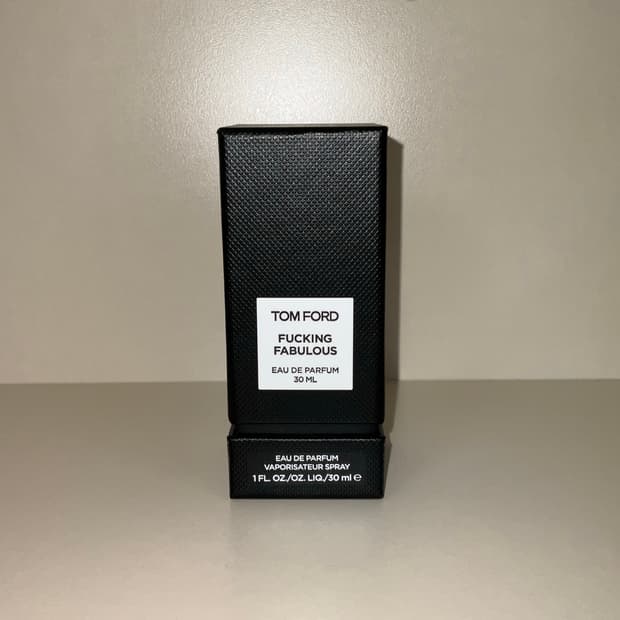 TOM FORD
FUCKING
FABULOUS
EAU DE PARFUM
30 ML
EAU DE PARFUM
VAPORISATEUR SPRAY
1 FL. OZ./OZ. LIQ./30 ml ℮